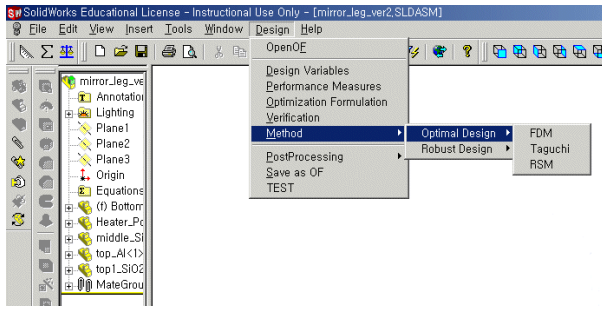 SolidWorks Educational License - Instructional Use Only - [mirror_leg_ver2,SLDASM]
File Edit View Insert Tools Window Design Help
OpenOF
Design Variables
Performance Measures
Optimization Formulation
Verification
Method
PostProcessing
Save as OF
TEST
Optimal Design
Robust Design
FDM
Taguchi
RSM
mirror_leg_ve
Annotation
Lighting
Plane1
Plane2
Plane3
Origin
Equations
(f) Bottom
Heater_Po
middle_Si
top_Al<1>
top1_SiO2
MateGrou